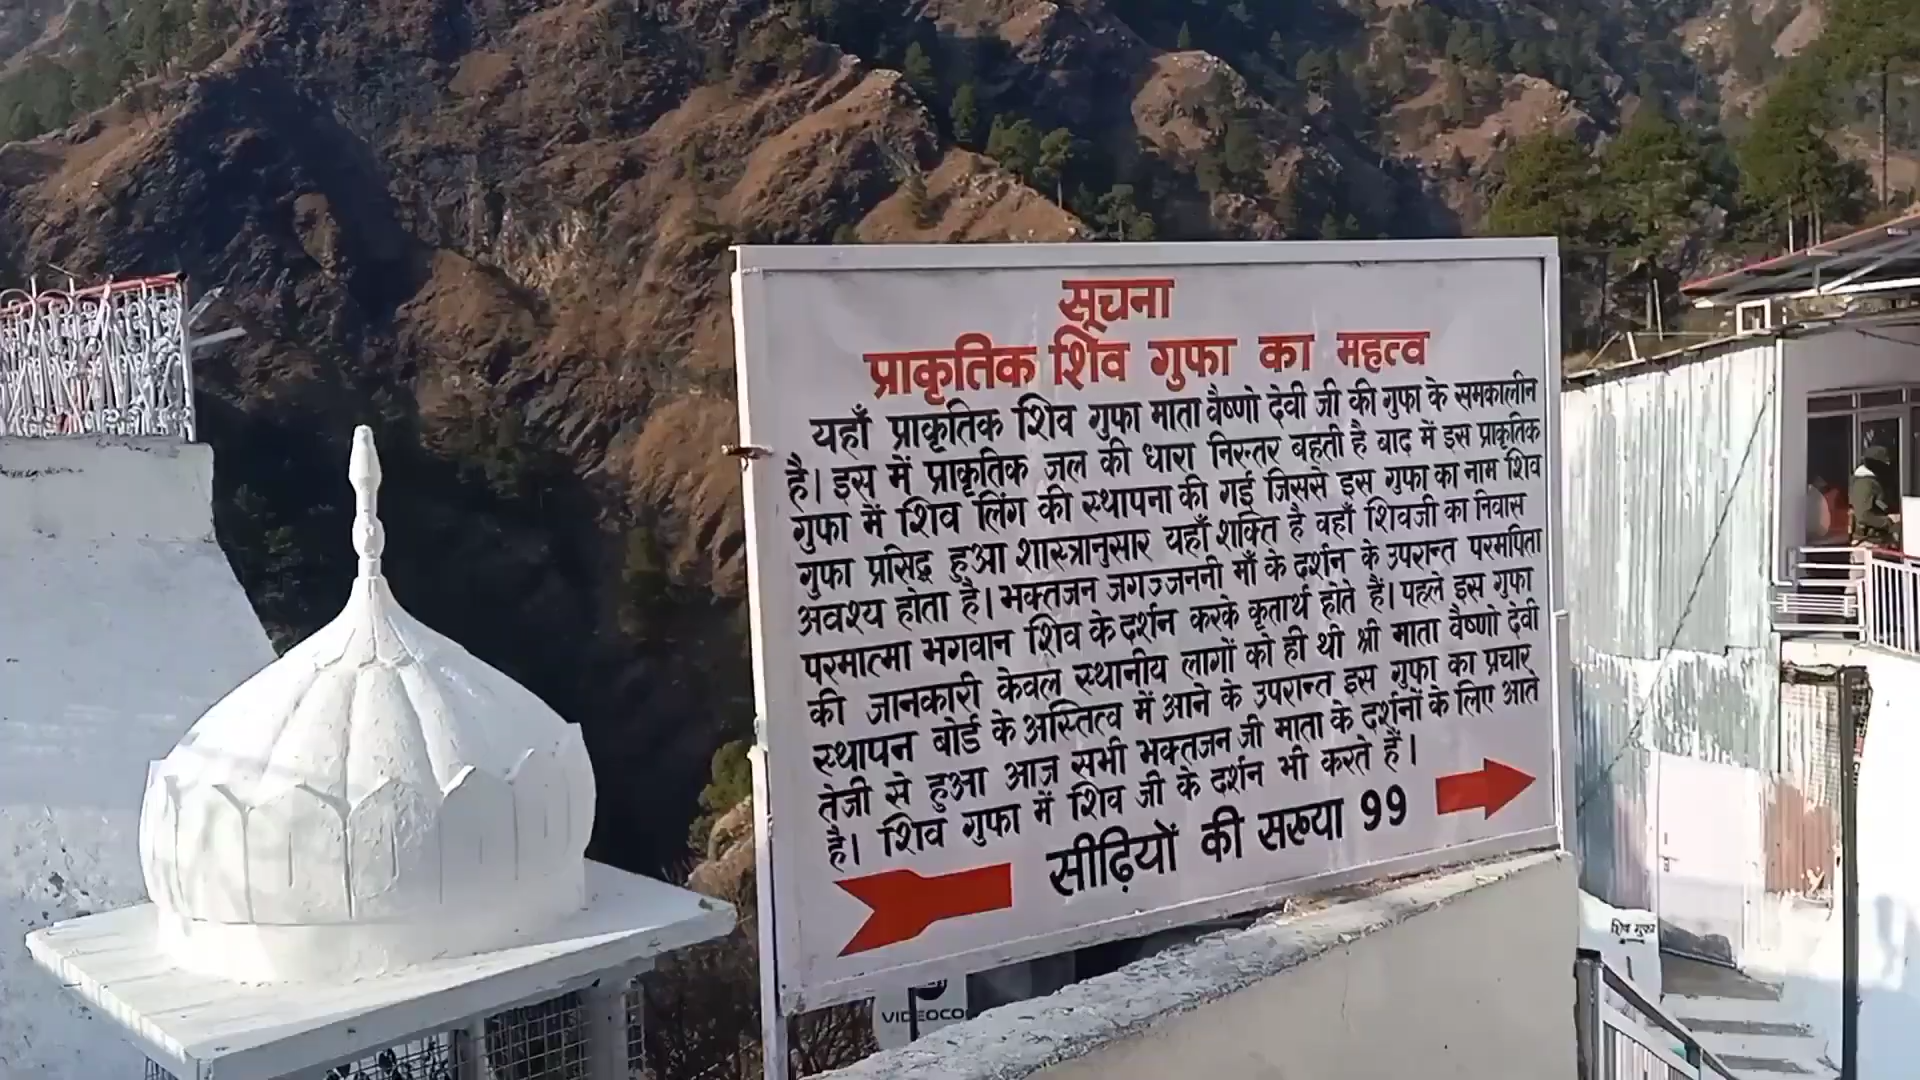 सूचना
प्राकृतिक शिव गुफा का महत्व
यहाँ प्राकृतिक शिव गुफा माता वैष्णो देवी जी की गुफा के समकालीन
है। इस में प्राकृतिक जल की धारा निरन्तर बहती है बाद में इस प्राकृतिक
गुफा में शिव लिंग की स्थापना की गई जिससे इस गुफा का नाम शिव
गुफा प्रसिद्ध हुआ शास्त्रानुसार यहाँ शक्ति है वहाँ शिवजी का निवास
अवश्य होता है। भक्तजन जगज्जननी माँ के दर्शन के उपरान्त परमपिता
परमात्मा भगवान शिव के दर्शन करके कृतार्थ होते हैं। पहले इस गुफा
की जानकारी केवल स्थानीय लागों को ही थी श्री माता वैष्णो देवी
स्थापन बोर्ड के अस्तित्व में आने के उपरान्त इस गुफा का प्रचार
तेजी से हुआ आज सभी भक्तजन जी माता के दर्शनों के लिए आते
है। शिव गुफा में शिव जी के दर्शन भी करते हैं।
सीढ़ियों की सख्या 99
शिव गुफा
VIDEOCO